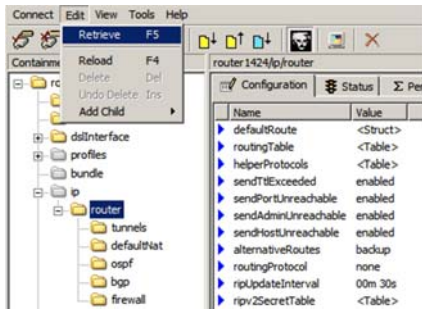 Connect Edit View Tools Help
Retrieve F5
Reload F4
Delete Del
Undo Delete Ins
Add Child
router1424/ip/router
Configuration Status Σ
Name Value
defaultRoute <Struct>
routingTable <Table>
helperProtocols <Table>
sendTtlExceeded enabled
sendPortUnreachable enabled
sendAdminUnreachable enabled
sendHostUnreachable enabled
alternativeRoutes backup
routingProtocol none
ripUpdateInterval 00m 30s
ripv2SecretTable <Table>
dslInterface
profiles
bundle
ip
router
tunnels
defaultNat
ospf
bgp
firewall